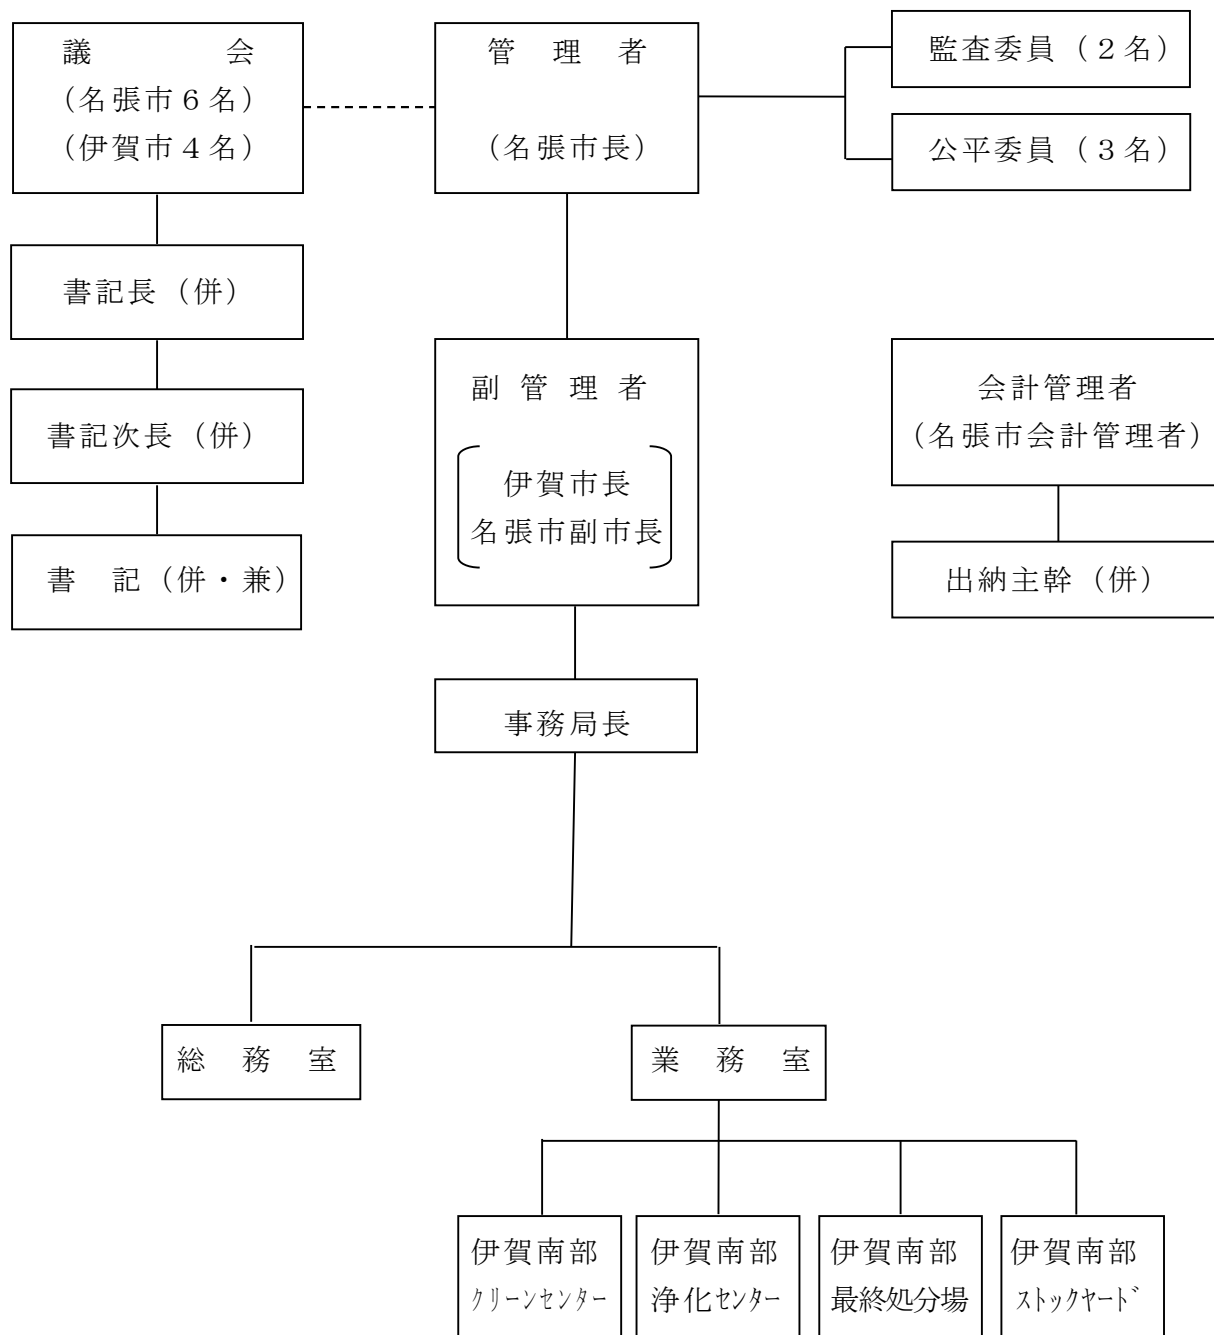 議　　　会
（名張市６名）
（伊賀市４名）
管　理　者
（名張市長）
監査委員（２名）
公平委員（３名）
書記長（併）
書記次長（併）
書　記（併・兼）
副 管 理 者
伊賀市長
名張市副市長
会計管理者
（名張市会計管理者）
出納主幹（併）
事務局長
総　務　室
業　務　室
伊賀南部
ｸﾘｰﾝｾﾝﾀｰ
伊賀南部
浄化ｾﾝﾀｰ
伊賀南部
最終処分場
伊賀南部
ｽﾄｯｸﾔｰﾄﾞ